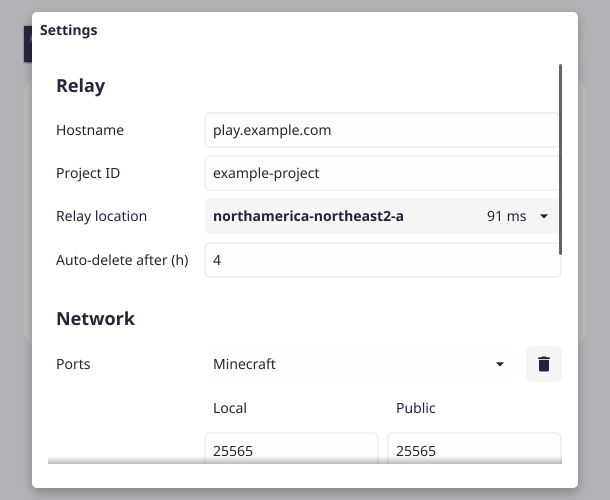 Settings
Relay
Hostname play.example.com
Project ID example-project
Relay location northamerica-northeast2-a 91 ms
Auto-delete after (h) 4
Network
Ports Minecraft
Local Public
25565 25565